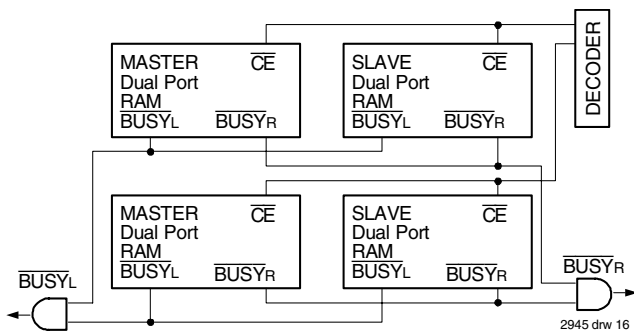 MASTER CE
Dual Port
RAM
BUSYL BUSYR
SLAVE CE
Dual Port
RAM
BUSYL BUSYR
DECODER
MASTER CE
Dual Port
RAM
BUSYL BUSYR
SLAVE CE
Dual Port
RAM
BUSYL BUSYR
BUSYL
BUSYR
2945 drw 16